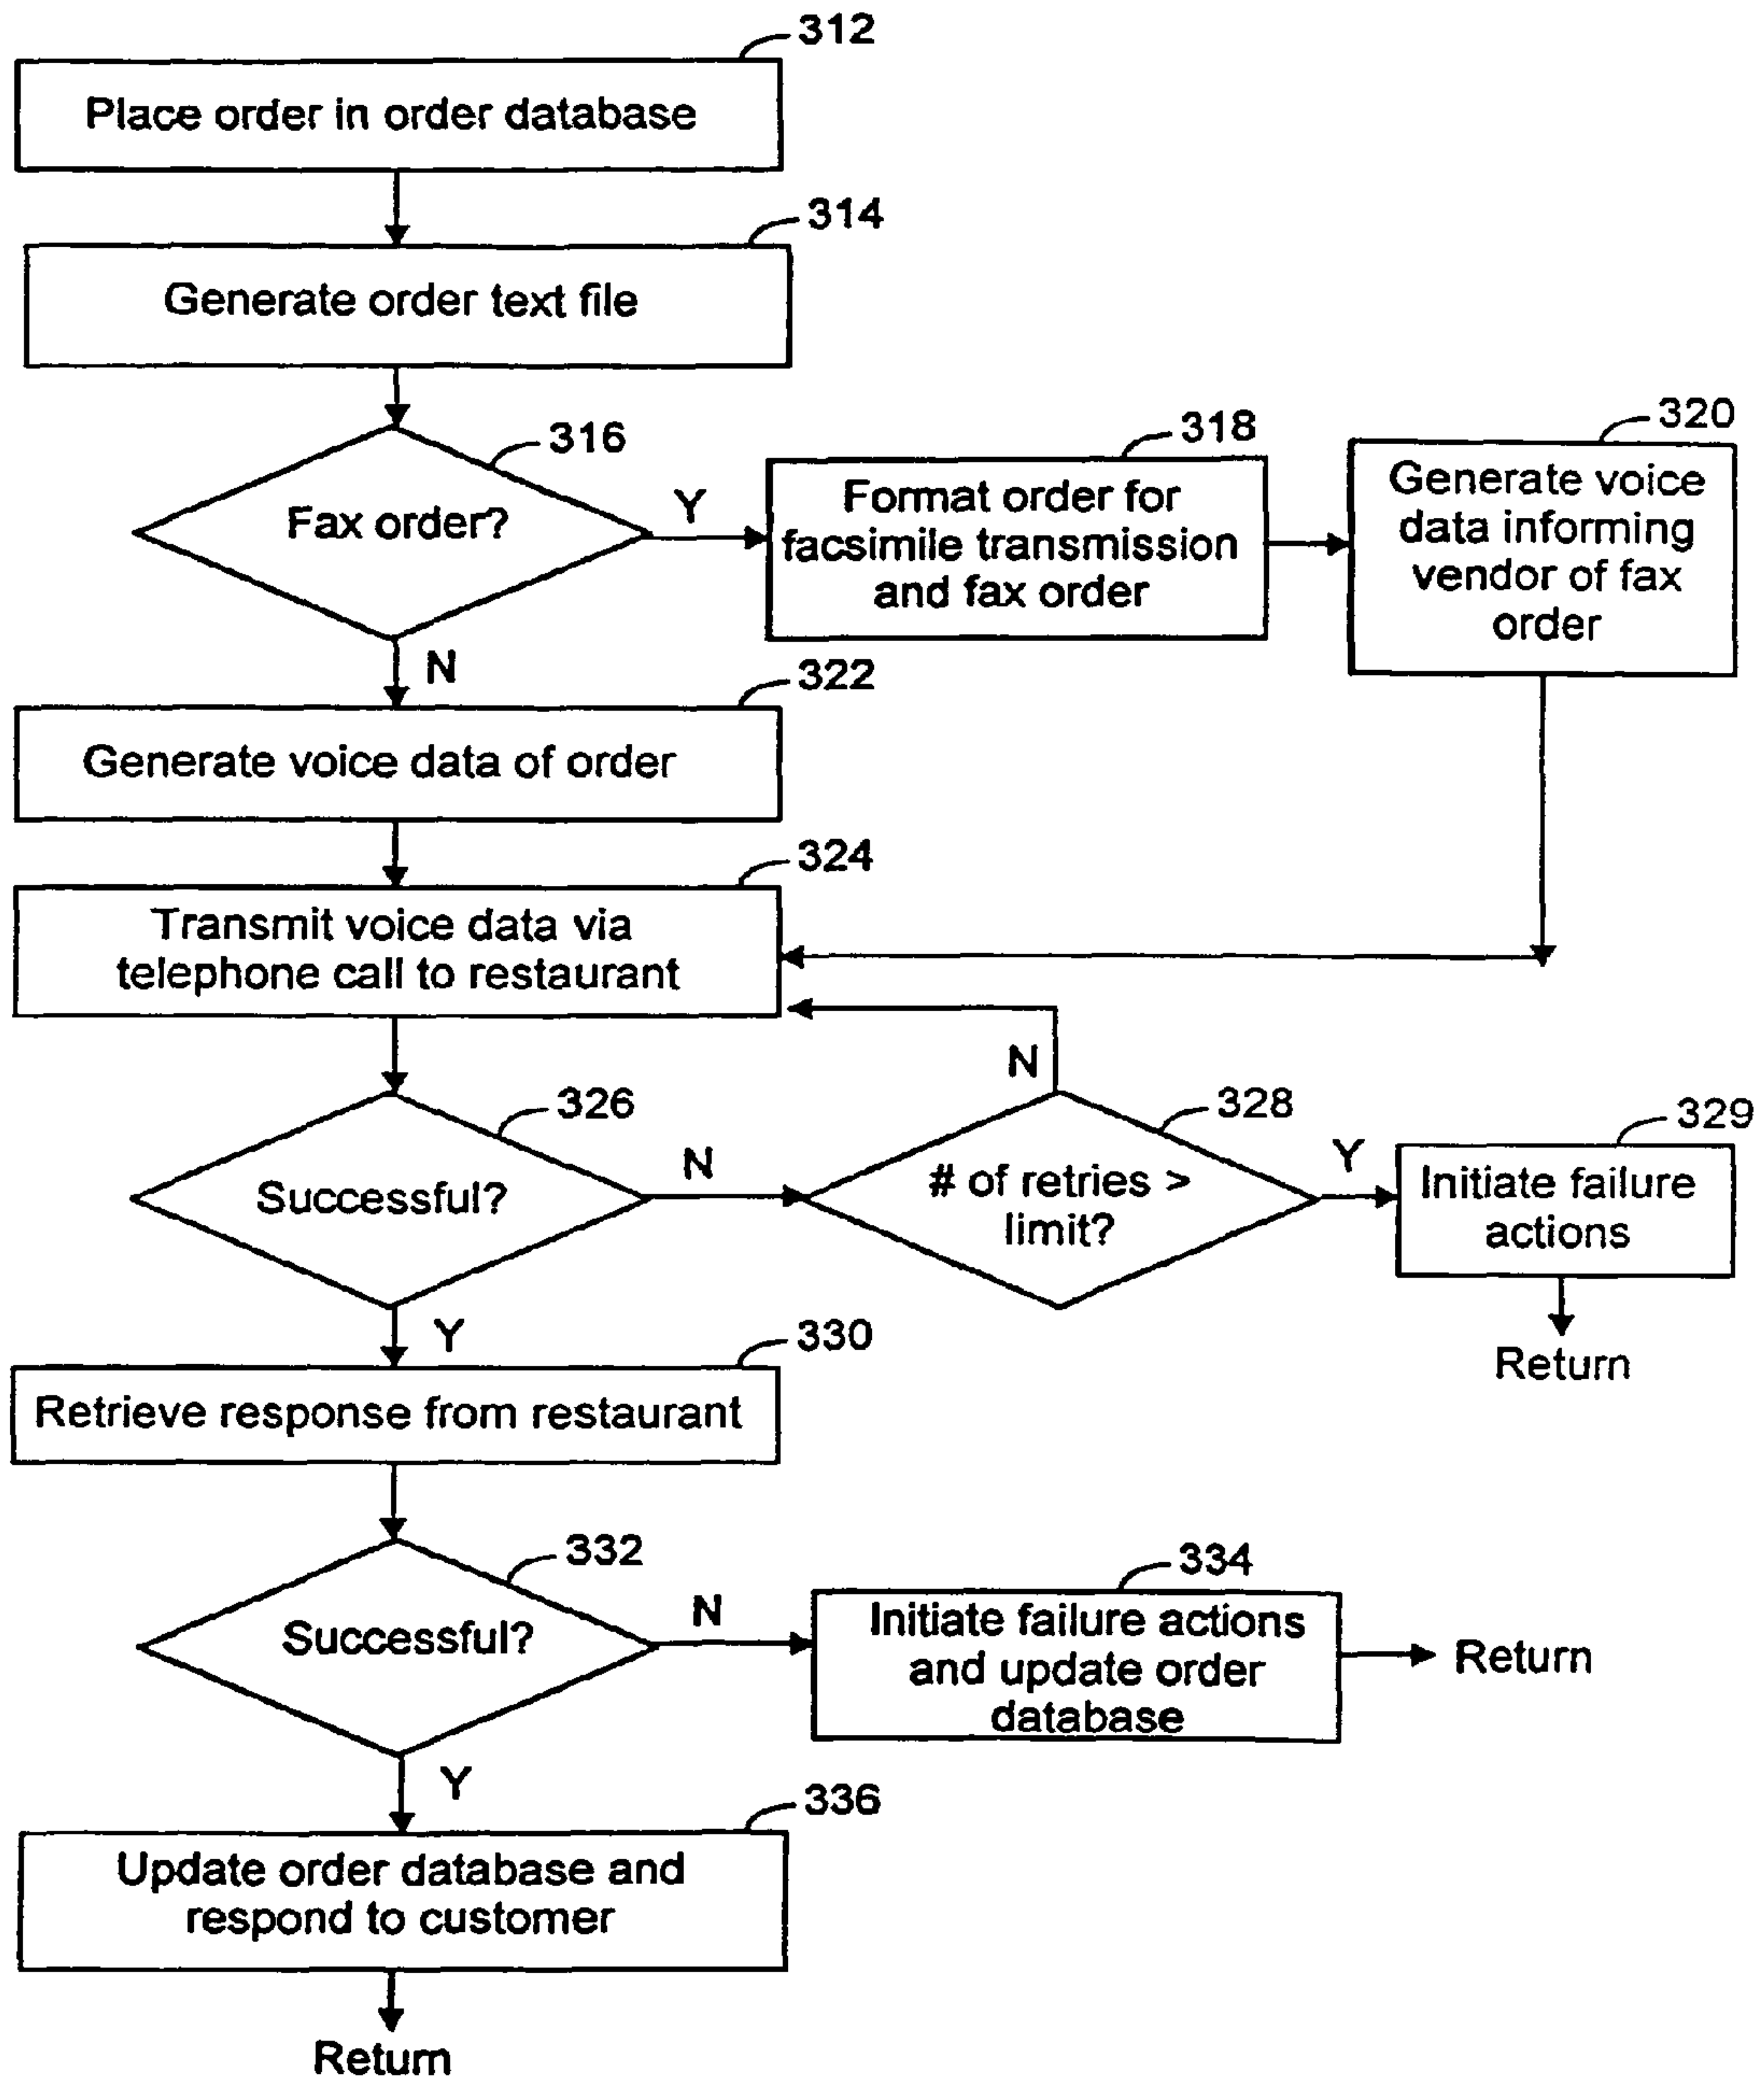 312
Place order in order database
314
Generate order text file
316
Fax order?
Y
318
Format order for
facsimile transmission
and fax order
320
Generate voice
data informing
vendor of fax
order
N
322
Generate voice data of order
324
Transmit voice data via
telephone call to restaurant
326
Successful?
N
328
# of retries >
limit?
N
Y
329
Initiate failure
actions
Return
Y
330
Retrieve response from restaurant
332
Successful?
N
334
Initiate failure actions
and update order
database
Return
Y
336
Update order database and
respond to customer
Return